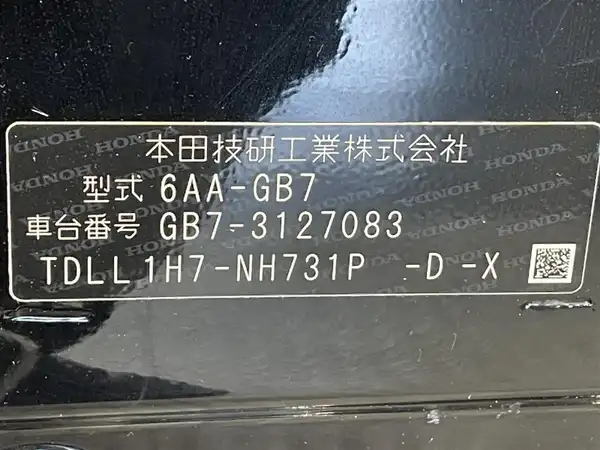 本田技研工業株式会社
型式 6AA-GB7
車台番号 GB7-3127083
TDLL1H7-NH731P -D-X